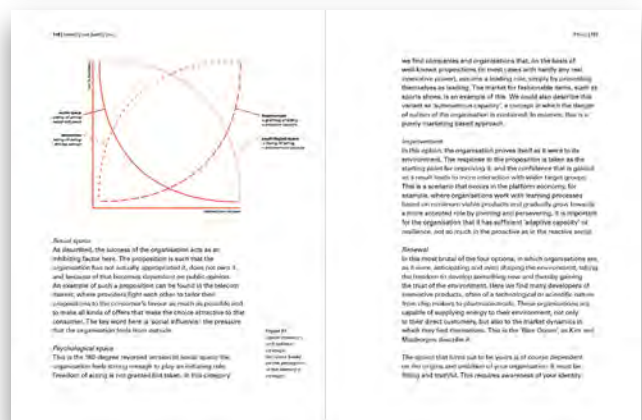 Social space
As described, the success of the organisation acts as an
inhibiting factor here. The proposition is such that the
organisation has not actually appropriated it, does not own it,
and because of that becomes dependent on public opinion.
An example of such a proposition can be found in the telecom
market, where providers fight each other to tailor their
propositions to the consumer's favour as much as possible and
to make all kinds of offers that make the choice attractive to that
consumer. The key word here is 'social influence': the pressure
that the organisation feels from outside.
Psychological space
This is the 180 degree reversed version of social space: the
organisation feels strong enough to play an initiating role.
Freedom of acting is not granted but taken. In this category
we find companies and organisations that, on the basis of
well-known propositions (in most cases with hardly any real
innovative power), assume a leading role, simply by promoting
themselves as leading. The market for fashionable items, such as
sports shoes, is an example of this. We could also describe this
variant as 'autonomous capacity', a concept in which the danger
of autism of the organisation is contained. In essence, this is a
purely marketing based approach.
Improvement
In this option, the organisation proves itself as it were to its
environment. The response to the proposition is taken as the
starting point for improving it, and the confidence that is gained
as a result leads to more interaction with wider target groups.
This is a scenario that occurs in the platform economy, for
example, where organisations work with learning processes
based on minimum viable products and gradually grow towards
a more accepted role by pivoting and persevering. It is important
for the organisation that it has sufficient 'adaptive capacity' or
resilience, not so much in the proactive as in the reactive sense.
Renewal
In this most brutal of the four options, in which organisations are,
as it were, anticipating and even shaping the environment, taking
the freedom to develop something new and thereby gaining
the trust of the environment. Here we find many developers of
innovative products, often of a technological or scientific nature:
from chip makers to pharmaceuticals. These organisations are
capable of supplying energy to their environment, not only
to their direct customers, but also to the market dynamics in
which they find themselves. This is the 'Blue Ocean', as Kim and
Mauborgne describe it.
The option that turns out to be yours is of course dependent
on the origins and ambition of your organisation. It must be
fitting and truthful. This requires awareness of your identity,